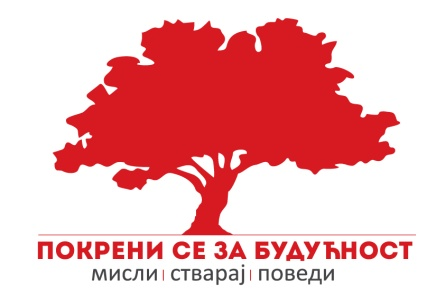 ПОКРЕНИ СЕ ЗА БУДУЋНОСТ
мисли | стварај | поведи